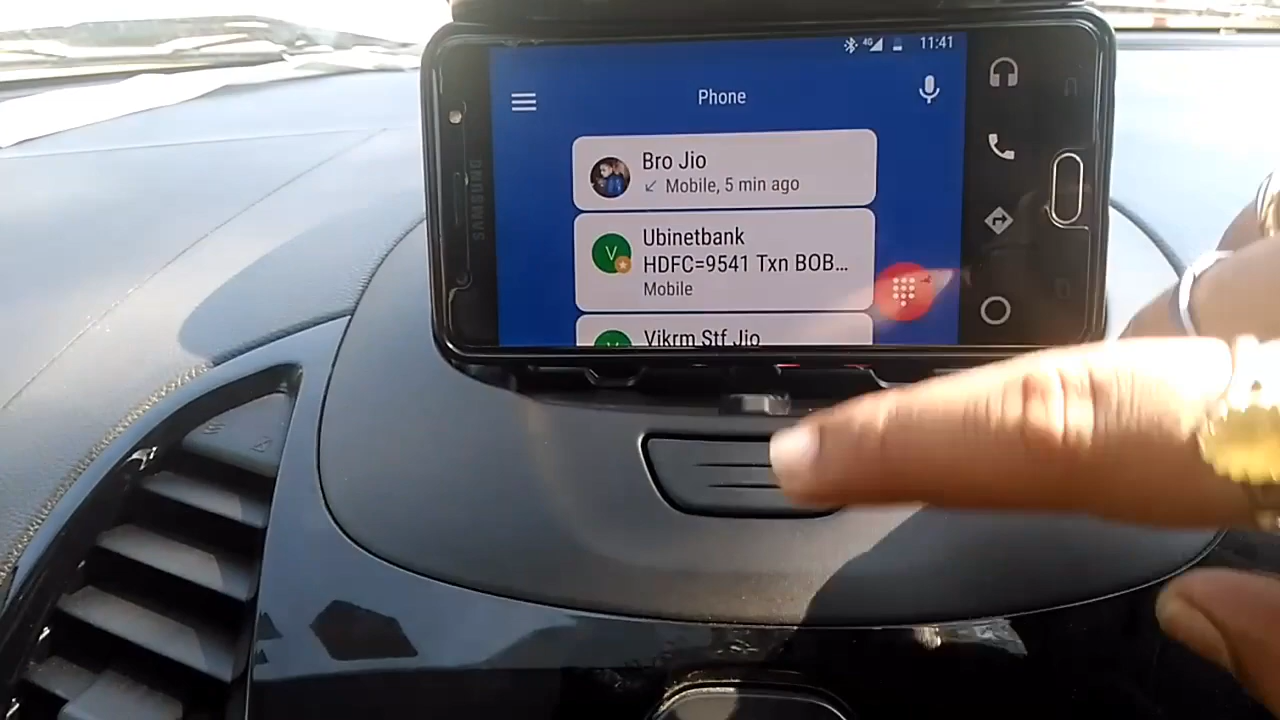 4G 11:41
Phone
Bro Jio
Mobile, 5 min ago
V
Ubinetbank
HDFC=9541 Txn BOB...
Mobile
Vikrm Stf Jio
SAMSUNG